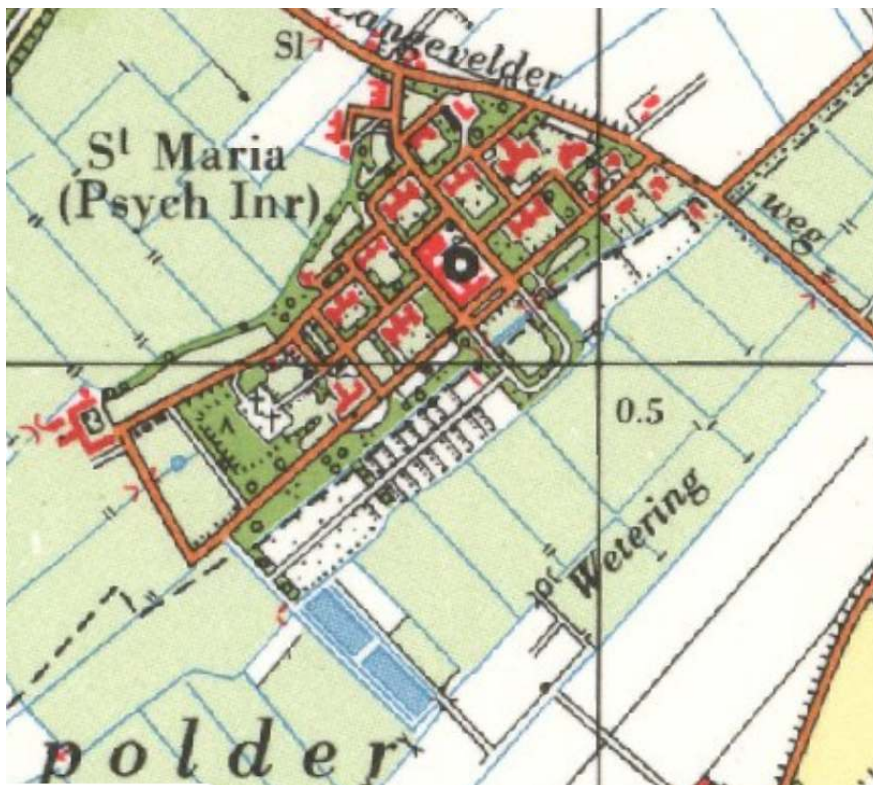 Langevelder
Sl
St Maria
(Psych Inr)
weg
0.5
Wetering
polder